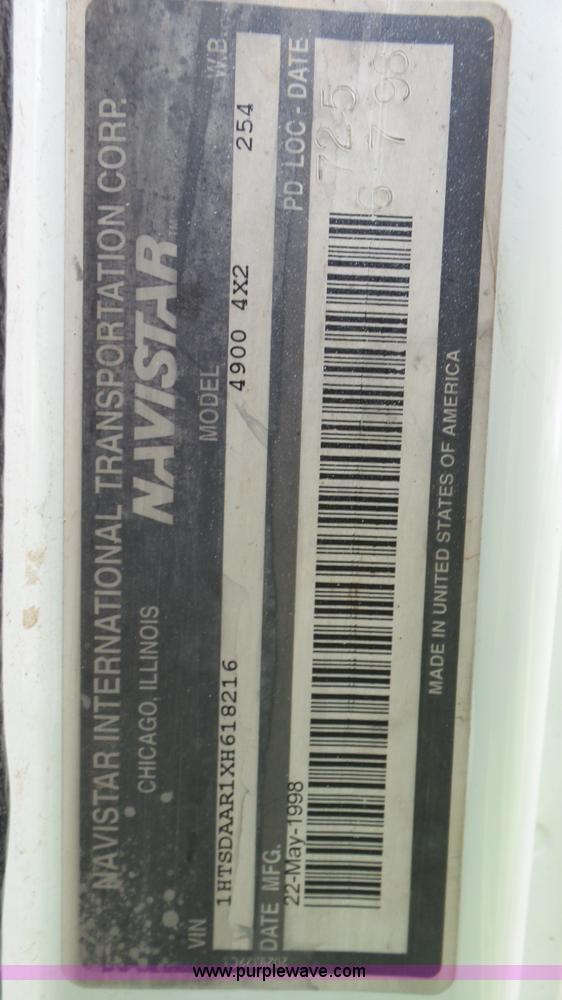 NAVISTAR INTERNATIONAL TRANSPORTATION CORP.
CHICAGO, ILLINOIS NAVISTAR
VIN MODEL W.B.
1HTSDAAR1XH618216 4900 4X2 254
DATE MFG. PD LOC - DATE
22-May-1998 725
6 7 98
MADE IN UNITED STATES OF AMERICA
www.purplewave.com